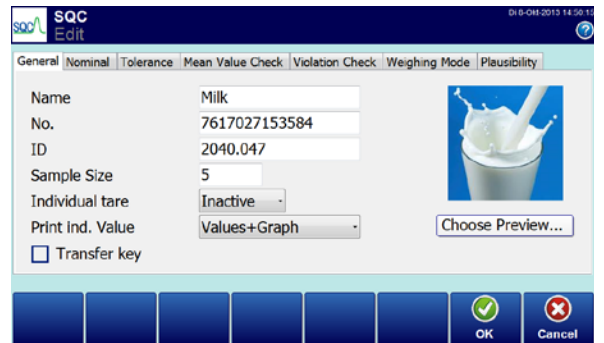 SQC SQC Di 8-Okt-2013 14:50:15
Edit
General Nominal Tolerance Mean Value Check Violation Check Weighing Mode Plausibility
Name Milk
No. 7617027153584
ID 2040.047
Sample Size 5
Individual tare Inactive
Print ind. Value Values+Graph
Choose Preview...
Transfer key
OK Cancel